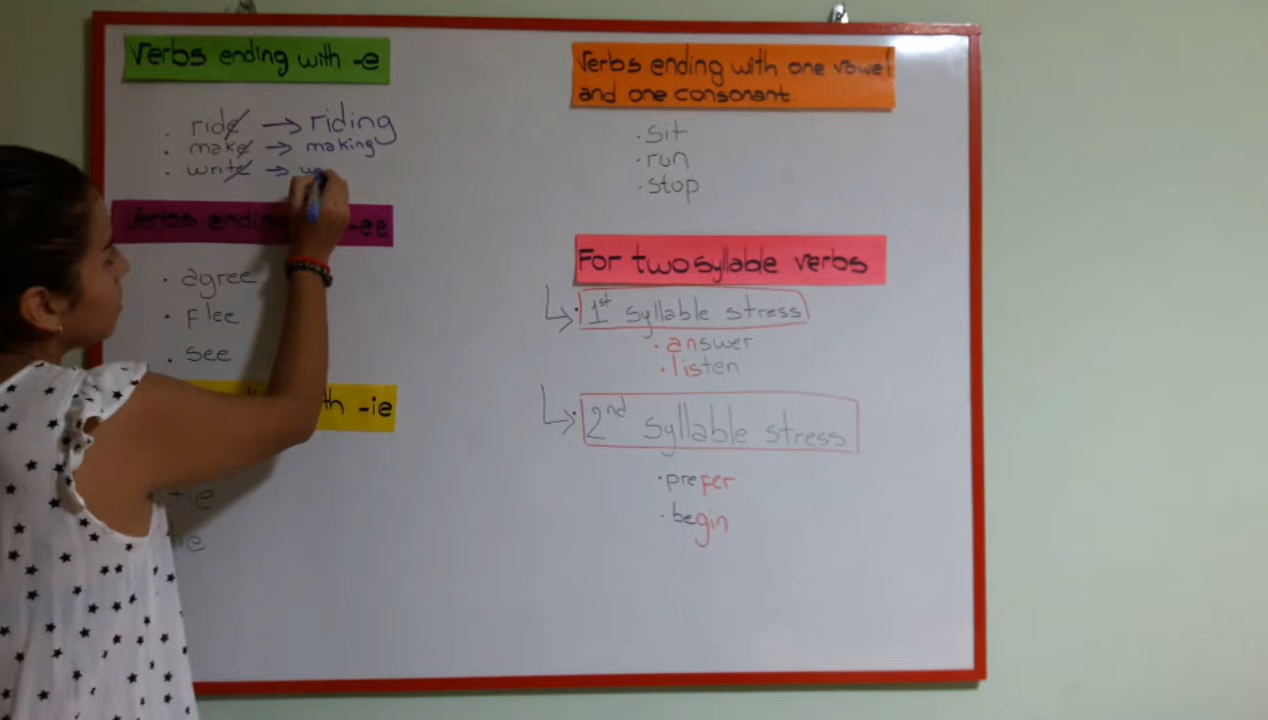 Verbs ending with -e
. ride → riding
. make → making
. write →
Verbs -ee
. agree
. flee
. see
-ie
Verbs ending with one vowel
and one consonant
. sit
. run
. stop
For two syllable verbs
. 1st syllable stress
. answer
. listen
. 2nd syllable stress
. prefer
. begin